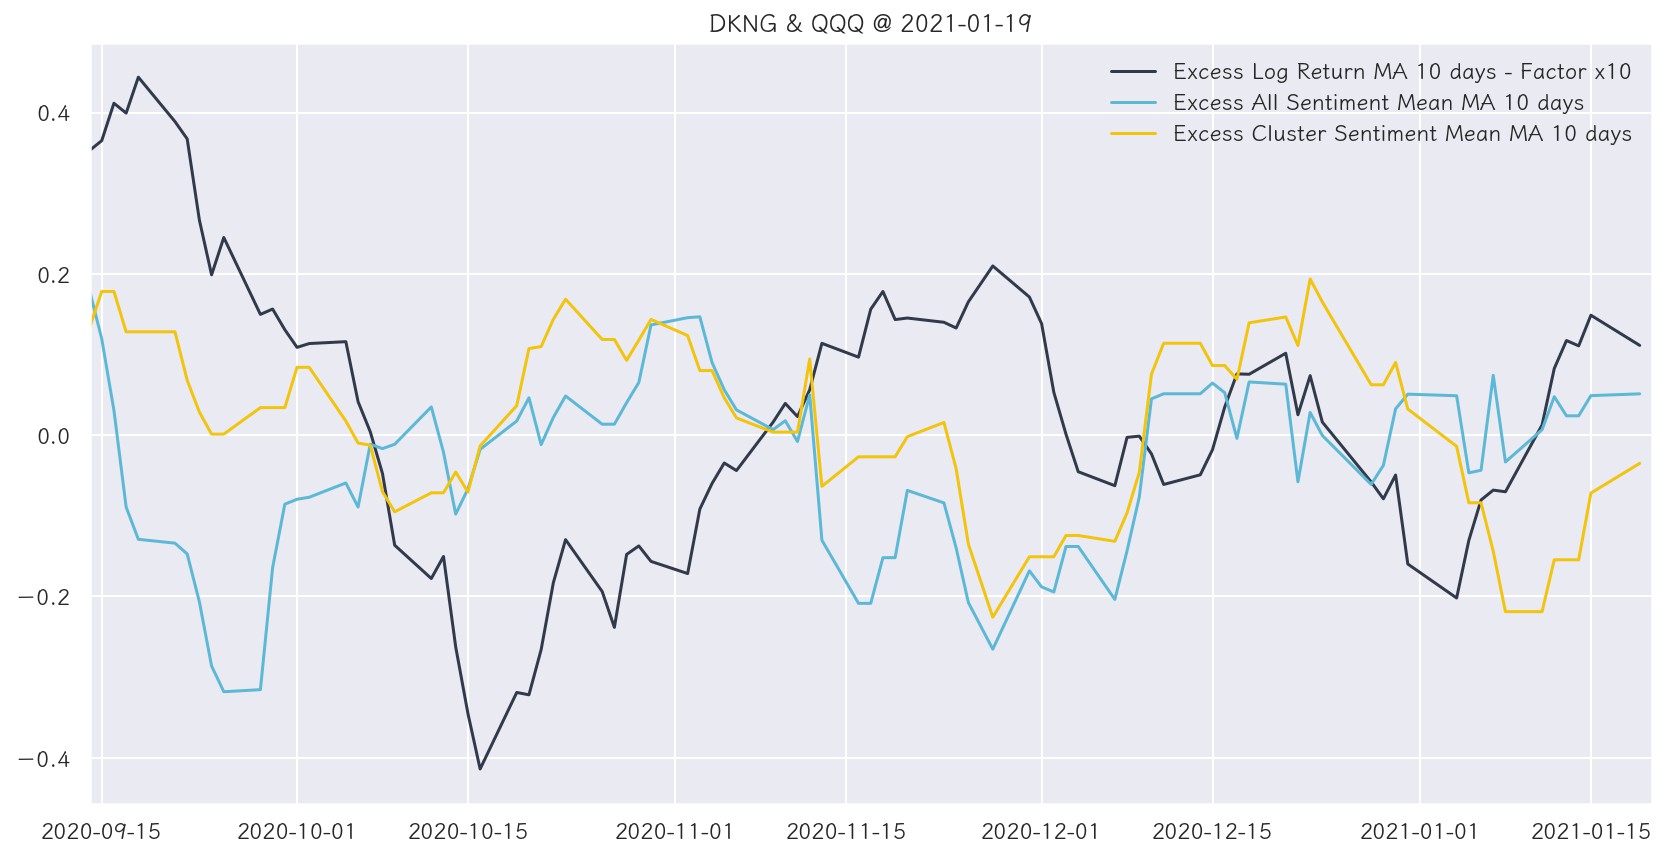 DKNG & QQQ @ 2021-01-19
Excess Log Return MA 10 days - Factor x10
Excess All Sentiment Mean MA 10 days
Excess Cluster Sentiment Mean MA 10 days
0.4
0.2
0.0
−0.2
−0.4
2020-09-15 2020-10-01 2020-10-15 2020-11-01 2020-11-15 2020-12-01 2020-12-15 2021-01-01 2021-01-15